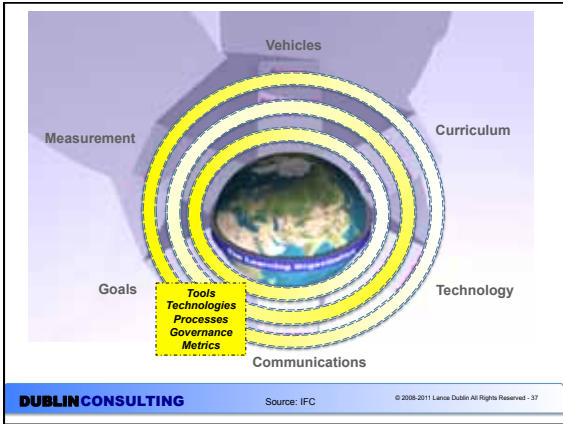 Vehicles
Measurement
Curriculum
Goals
Technology
Tools
Technologies
Processes
Governance
Metrics
Communications
DUBLINCONSULTING
Source: IFC
© 2008-2011 Lance Dublin All Rights Reserved - 37